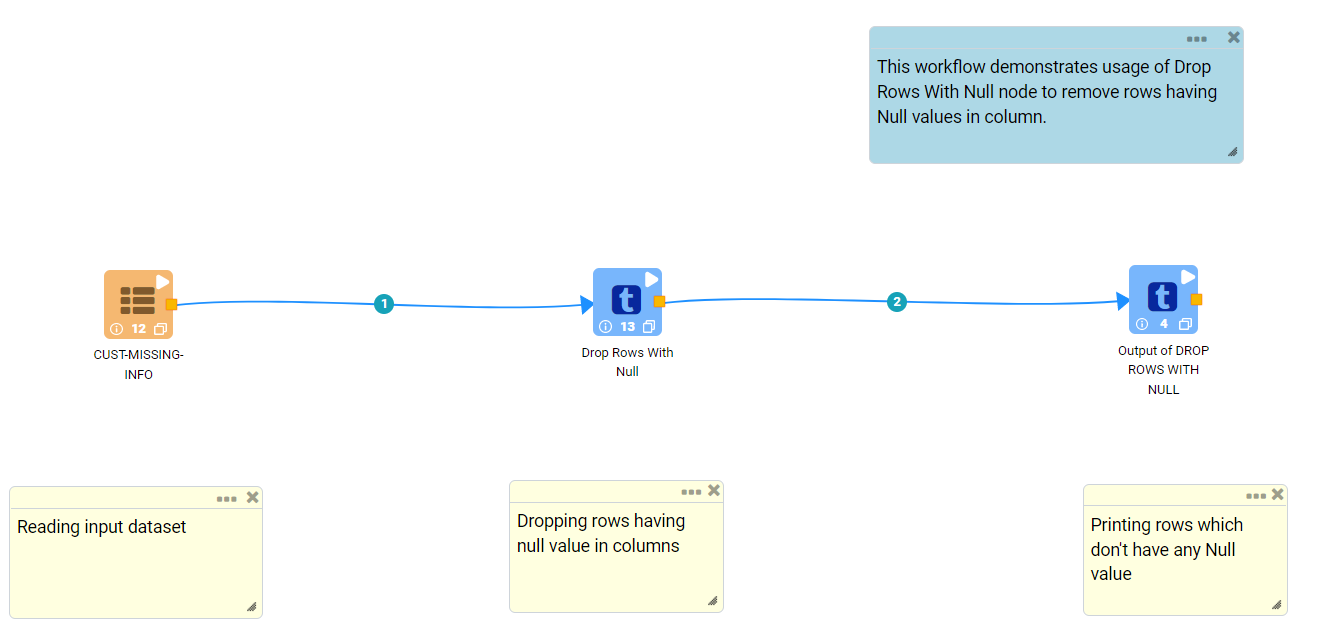 This workflow demonstrates usage of Drop
Rows With Null node to remove rows having
Null values in column.
1
2
12
13
4
CUST-MISSING-
INFO
Drop Rows With
Null
Output of DROP
ROWS WITH
NULL
Reading input dataset
Dropping rows having
null value in columns
Printing rows which
don't have any Null
value